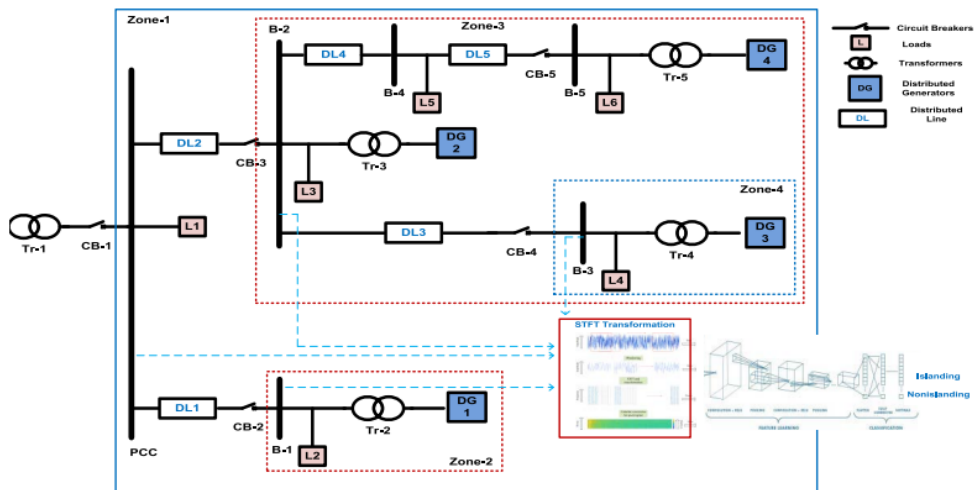 Zone-1
B-2
Zone-3
DL4
B-4
L5
DL5
CB-5
B-5
L6
Tr-5
DG
4
Circuit Breakers
L
Loads
Transformers
DG
Distributed
Generators
DL
Distributed
Line
DL2
CB-3
L3
Tr-3
DG
2
Zone-4
Tr-1
CB-1
L1
DL3
CB-4
B-3
L4
Tr-4
DG
3
STFT Transformation
Islanding
Nonislanding
DL1
CB-2
B-1
L2
Tr-2
DG
1
Zone-2
PCC
FEATURE LEARNING
CLASSIFICATION